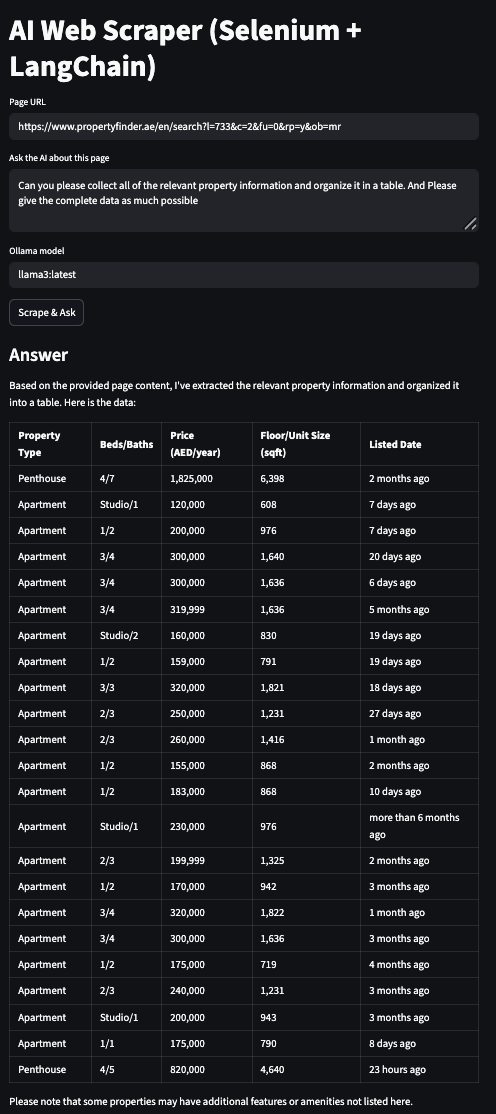 AI Web Scraper (Selenium +
LangChain)
Page URL
https://www.propertyfinder.ae/en/search?l=733&c=2&fu=0&rp=y&ob=mr
Ask the AI about this page
Can you please collect all of the relevant property information and organize it in a table. And Please
give the complete data as much possible
Ollama model
llama3:latest
Scrape & Ask
Answer
Based on the provided page content, I've extracted the relevant property information and organized it
into a table. Here is the data:
Property Type Beds/Baths Price (AED/year) Floor/Unit Size (sqft) Listed Date
Penthouse 4/7 1,825,000 6,398 2 months ago
Apartment Studio/1 120,000 608 7 days ago
Apartment 1/2 200,000 976 7 days ago
Apartment 3/4 300,000 1,640 20 days ago
Apartment 3/4 300,000 1,636 6 days ago
Apartment 3/4 319,999 1,636 5 months ago
Apartment Studio/2 160,000 830 19 days ago
Apartment 1/2 159,000 791 19 days ago
Apartment 3/3 320,000 1,821 18 days ago
Apartment 2/3 250,000 1,231 27 days ago
Apartment 2/3 260,000 1,416 1 month ago
Apartment 1/2 155,000 868 2 months ago
Apartment 1/2 183,000 868 10 days ago
Apartment Studio/1 230,000 976 more than 6 months ago
Apartment 2/3 199,999 1,325 2 months ago
Apartment 1/2 170,000 942 3 months ago
Apartment 3/4 320,000 1,822 1 month ago
Apartment 3/4 300,000 1,636 3 months ago
Apartment 1/2 175,000 719 4 months ago
Apartment 2/3 240,000 1,231 3 months ago
Apartment Studio/1 200,000 943 3 months ago
Apartment 1/1 175,000 790 8 days ago
Penthouse 4/5 820,000 4,640 23 hours ago
Please note that some properties may have additional features or amenities not listed here.